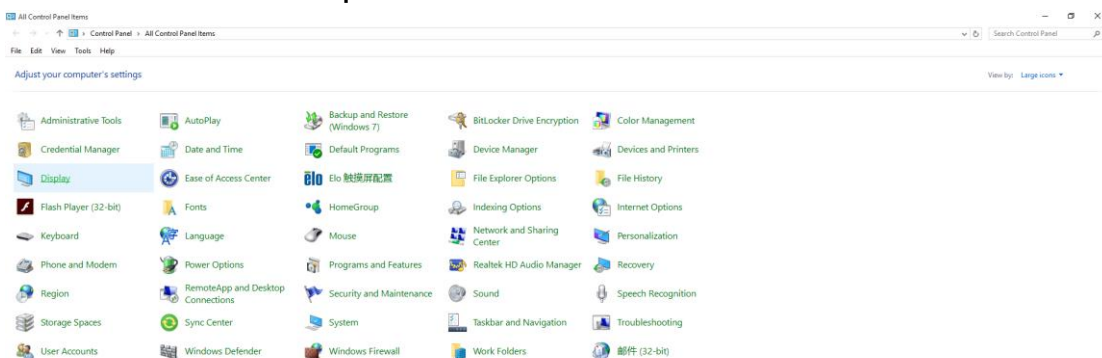 All Control Panel Items
Control Panel > All Control Panel Items
Search Control Panel
File Edit View Tools Help
Adjust your computer's settings
View by: Large icons
Administrative Tools
AutoPlay
Backup and Restore
(Windows 7)
BitLocker Drive Encryption
Color Management
Credential Manager
Date and Time
Default Programs
Device Manager
Devices and Printers
Display
Ease of Access Center
elo
Elo 触摸屏配置
File Explorer Options
File History
Flash Player (32-bit)
Fonts
HomeGroup
Indexing Options
Internet Options
Keyboard
Language
Mouse
Network and Sharing
Center
Personalization
Phone and Modem
Power Options
Programs and Features
Realtek HD Audio Manager
Recovery
Region
RemoteApp and Desktop
Connections
Security and Maintenance
Sound
Speech Recognition
Storage Spaces
Sync Center
System
Taskbar and Navigation
Troubleshooting
User Accounts
Windows Defender
Windows Firewall
Work Folders
邮件 (32-bit)